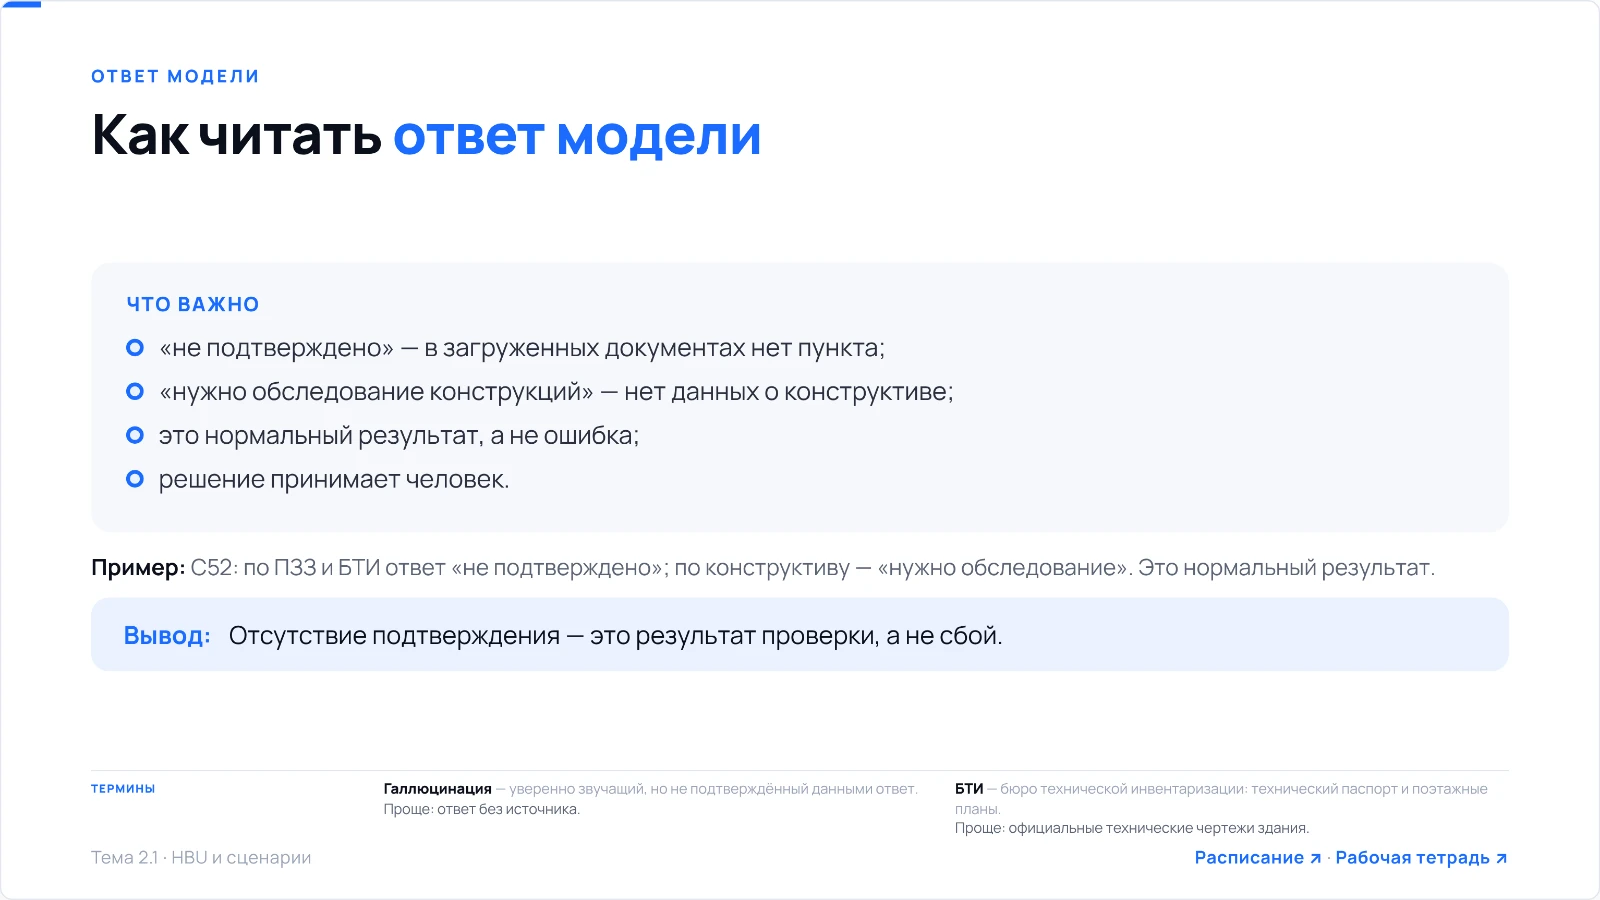 ОТВЕТ МОДЕЛИ
Как читать ответ модели
ЧТО ВАЖНО
«не подтверждено» — в загруженных документах нет пункта;
«нужно обследование конструкций» — нет данных о конструктиве;
это нормальный результат, а не ошибка;
решение принимает человек.
Пример: С52: по ПЗЗ и БТИ ответ «не подтверждено»; по конструктиву — «нужно обследование». Это нормальный результат.
Вывод: Отсутствие подтверждения — это результат проверки, а не сбой.
ТЕРМИНЫ
Галлюцинация — уверенно звучащий, но не подтверждённый данными ответ.
Проще: ответ без источника.
БТИ — бюро технической инвентаризации: технический паспорт и поэтажные
планы.
Проще: официальные технические чертежи здания.
Тема 2.1 · HBU и сценарии
Расписание ↗ · Рабочая тетрадь ↗